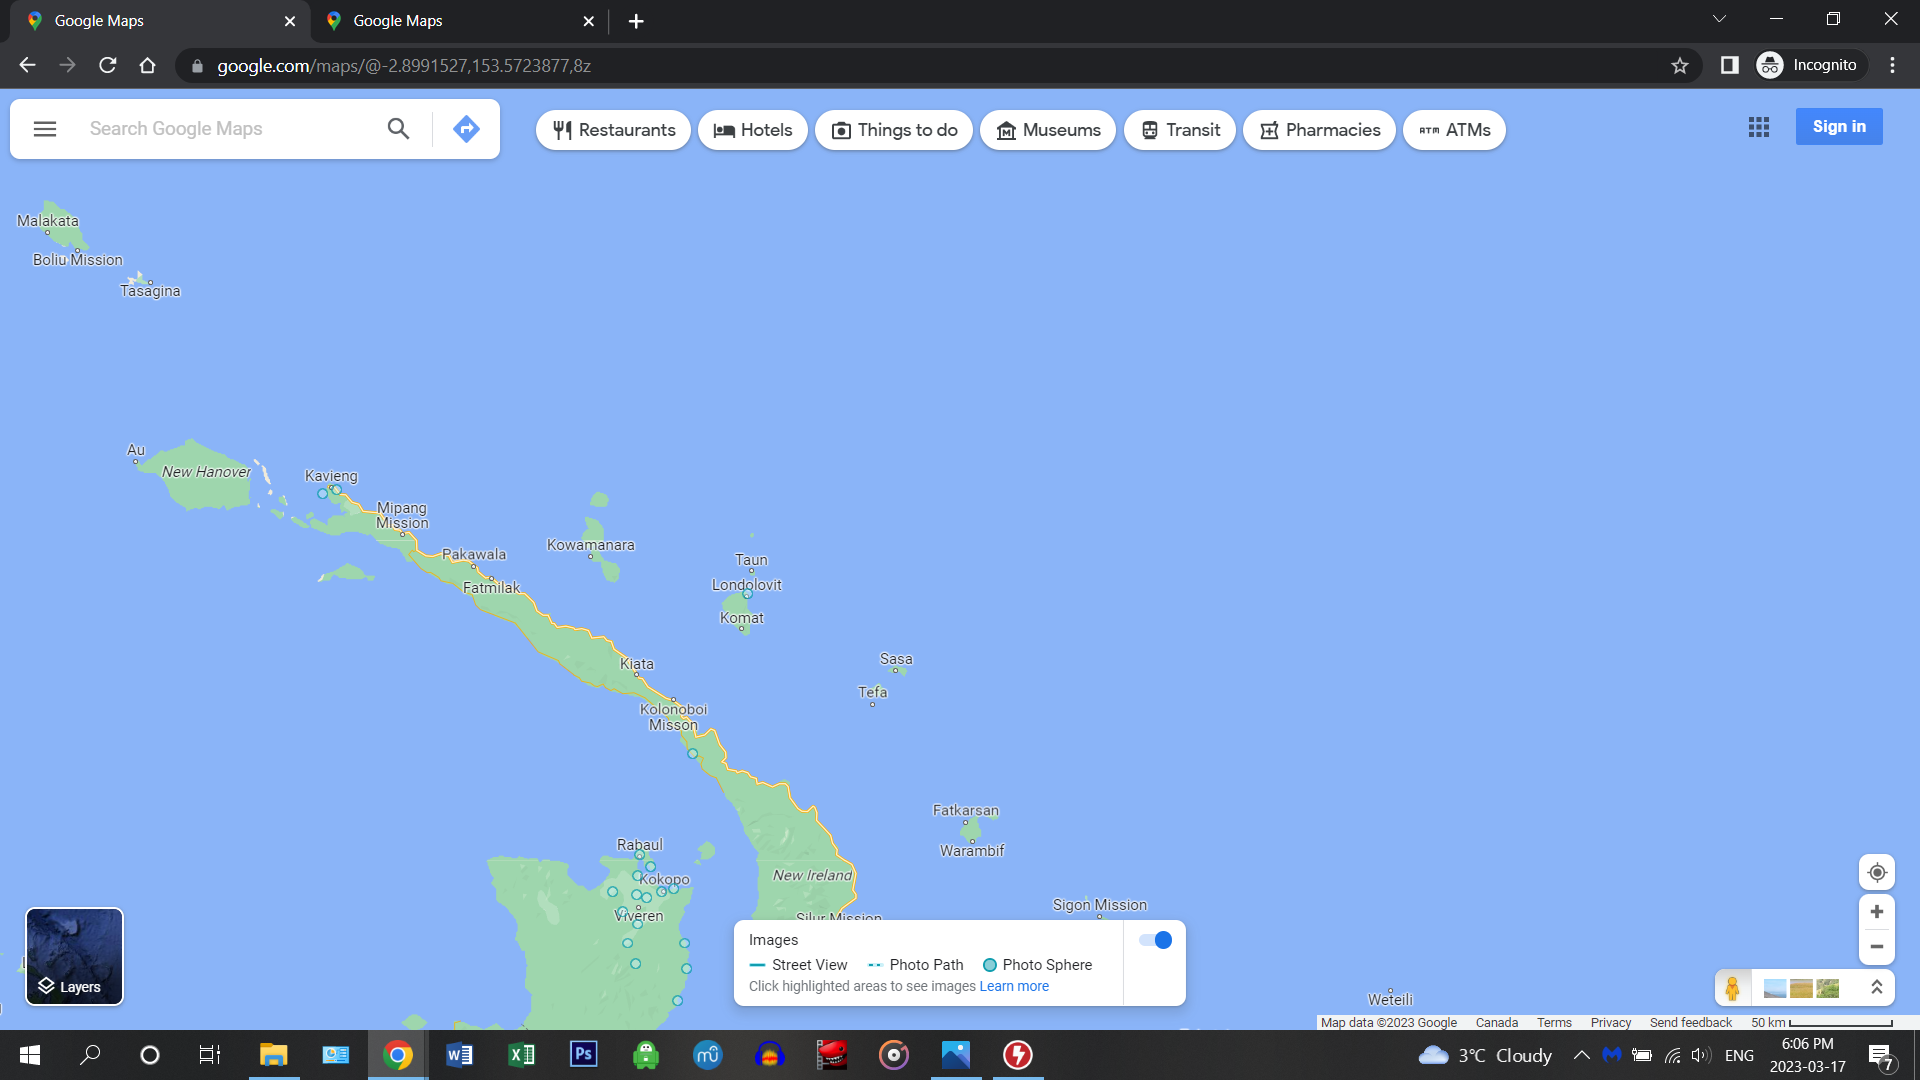 Google Maps
Google Maps
google.com/maps/@-2.8991527,153.5723877,8z
Incognito
Search Google Maps
Restaurants
Hotels
Things to do
Museums
Transit
Pharmacies
ATM ATMs
Sign in
Malakata
Boliu Mission
Tasagina
Au
New Hanover
Kavieng
Mipang
Mission
Pakawala
Fatmilak
Kowamanara
Taun
Londolovit
Komat
Kiata
Sasa
Tefa
Kolonoboi
Misson
Fatkarsan
Warambif
Rabaul
Kokopo
New Ireland
Viveren
Silur Mission
Sigon Mission
Weteili
Layers
Images
Street View
Photo Path
Photo Sphere
Click highlighted areas to see images Learn more
Map data ©2023 Google
Canada
Terms
Privacy
Send feedback
50 km
3°C Cloudy
ENG
6:06 PM
2023-03-17
7
W
X
Ps